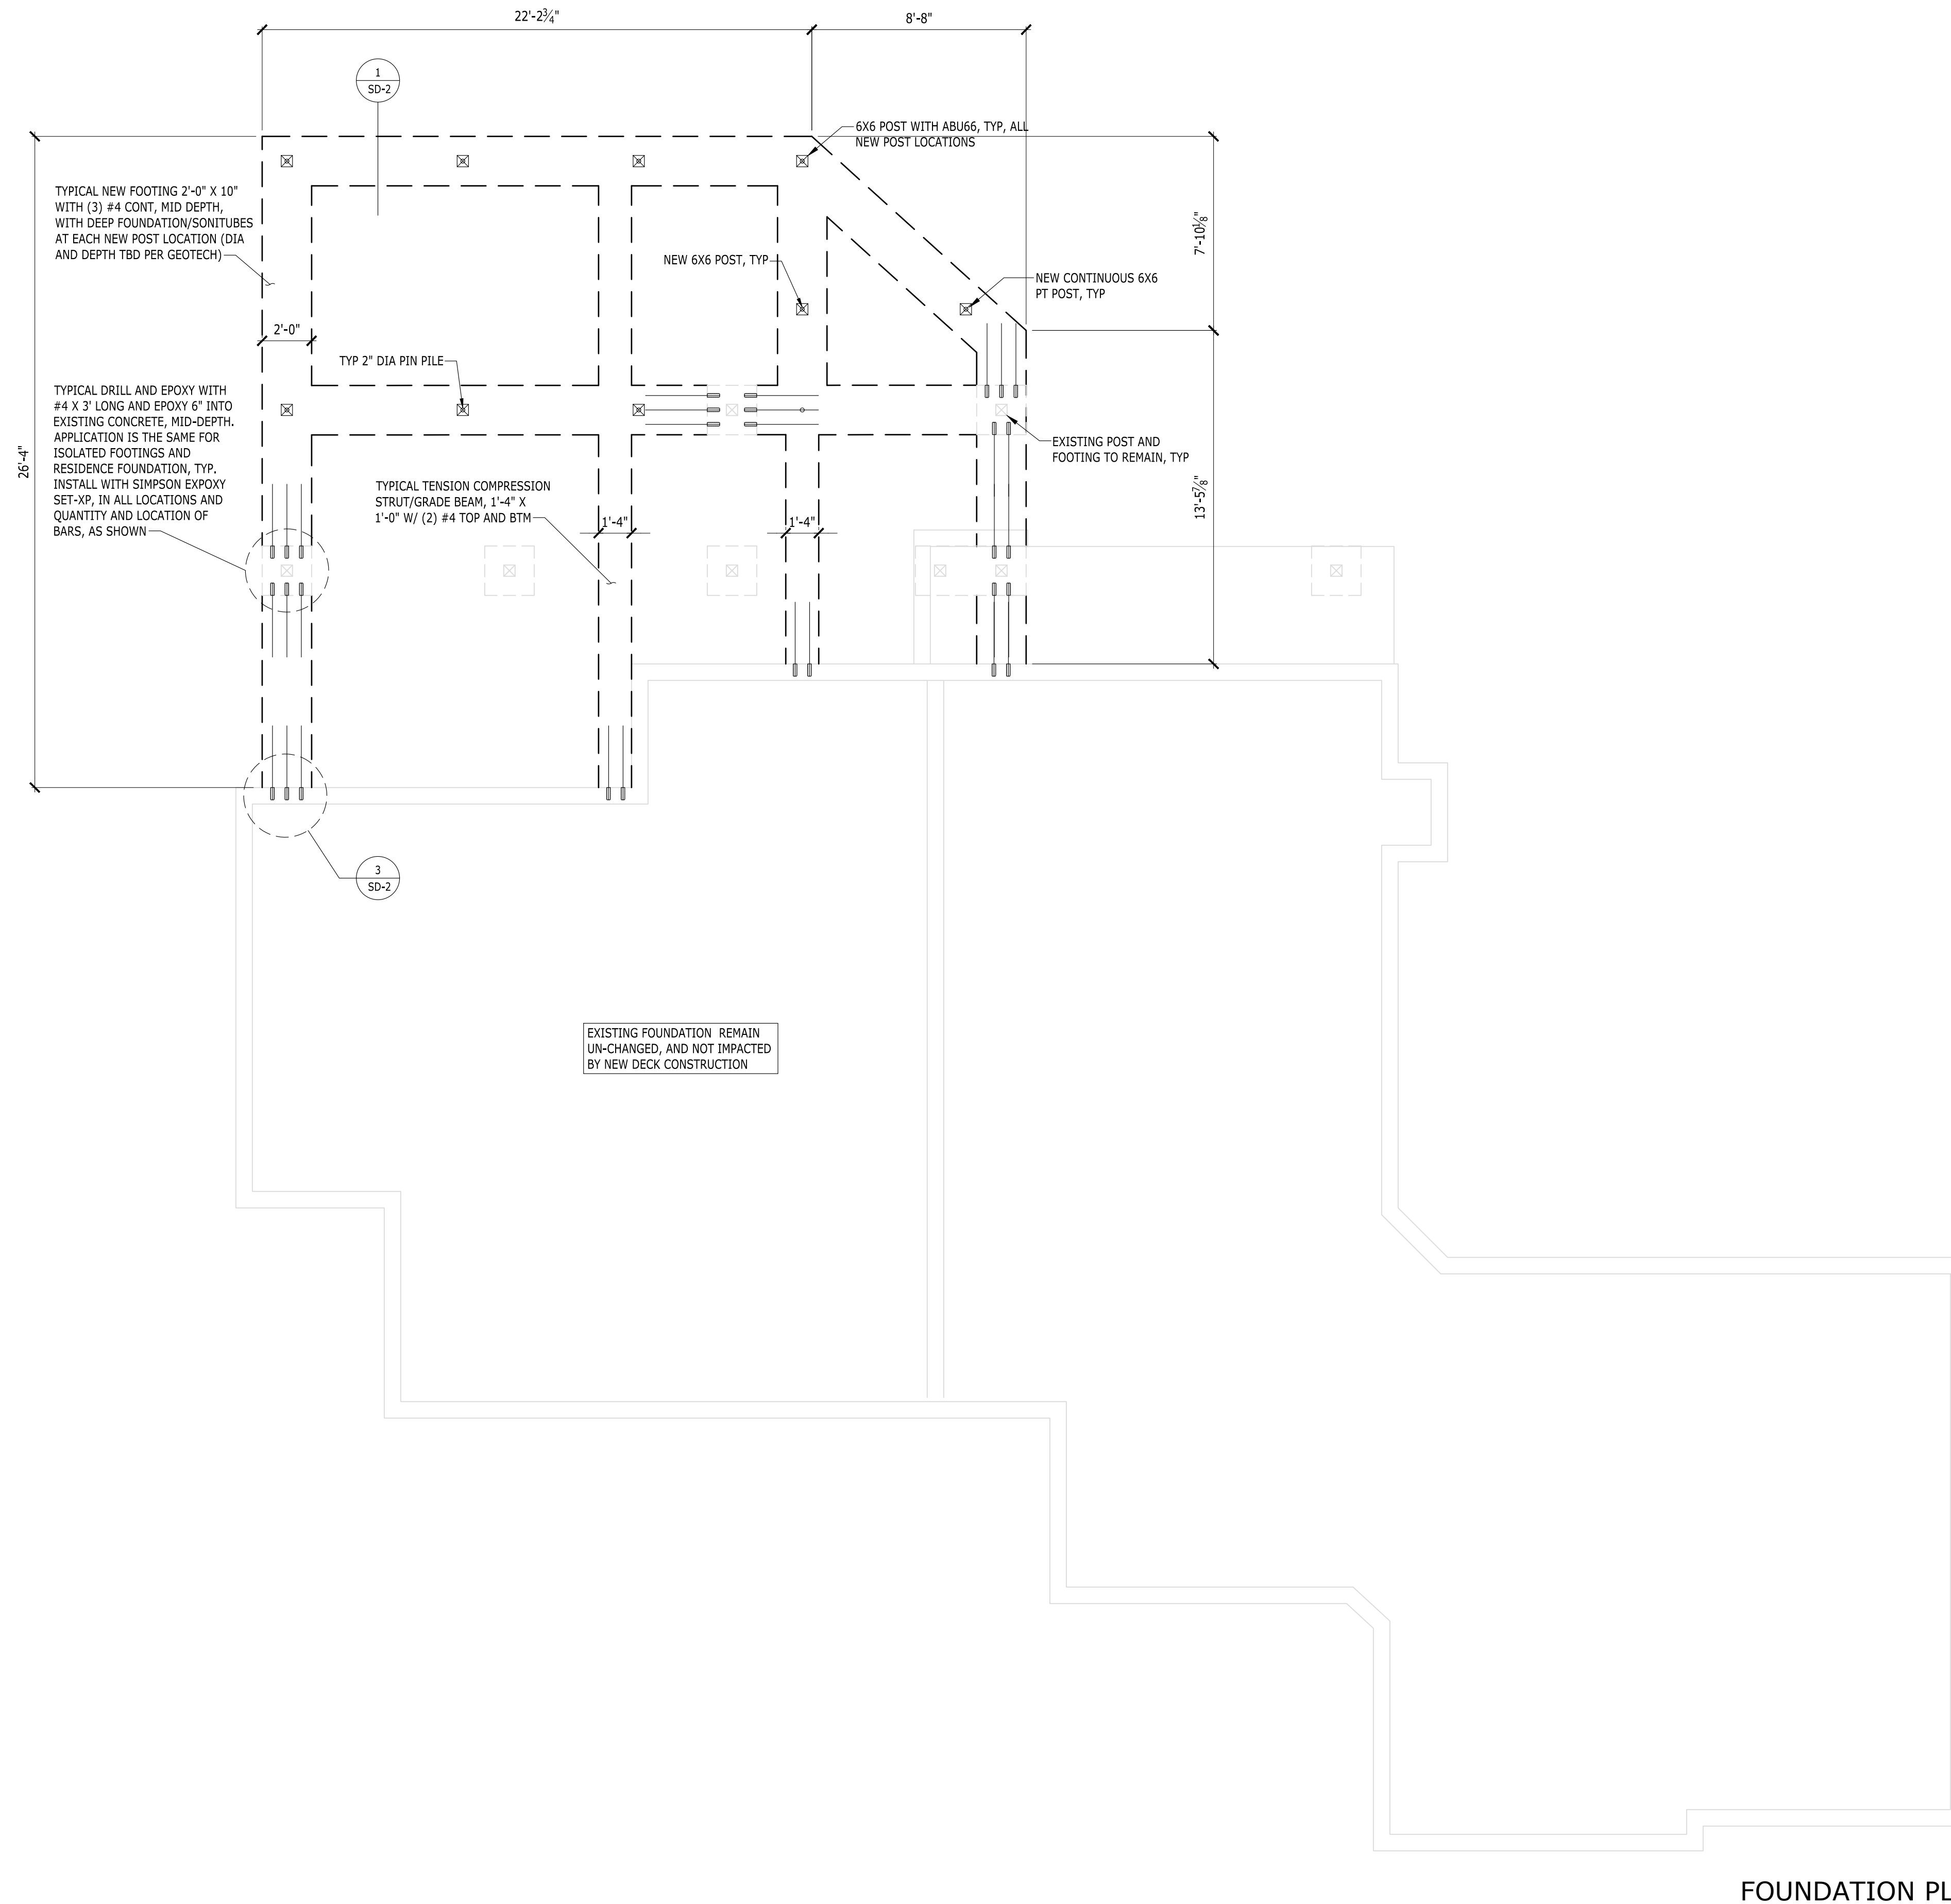 22'-2 3/4"
8'-8"
1
SD-2
6X6 POST WITH ABU66, TYP, ALL
NEW POST LOCATIONS
TYPICAL NEW FOOTING 2'-0" X 10"
WITH (3) #4 CONT, MID DEPTH,
WITH DEEP FOUNDATION/SONITUBES
AT EACH NEW POST LOCATION (DIA
AND DEPTH TBD PER GEOTECH)
7'-10 1/8"
NEW 6X6 POST, TYP
NEW CONTINUOUS 6X6
PT POST, TYP
2'-0"
TYP 2" DIA PIN PILE
TYPICAL DRILL AND EPOXY WITH
#4 X 3' LONG AND EPOXY 6" INTO
EXISTING CONCRETE, MID-DEPTH.
APPLICATION IS THE SAME FOR
ISOLATED FOOTINGS AND
RESIDENCE FOUNDATION, TYP.
INSTALL WITH SIMPSON EXPOXY
SET-XP, IN ALL LOCATIONS AND
QUANTITY AND LOCATION OF
BARS, AS SHOWN
26'-4"
EXISTING POST AND
FOOTING TO REMAIN, TYP
TYPICAL TENSION COMPRESSION
STRUT/GRADE BEAM, 1'-4" X
1'-0" W/ (2) #4 TOP AND BTM
1'-4"
1'-4"
13'-5 7/8"
3
SD-2
EXISTING FOUNDATION REMAIN
UN-CHANGED, AND NOT IMPACTED
BY NEW DECK CONSTRUCTION
FOUNDATION PL